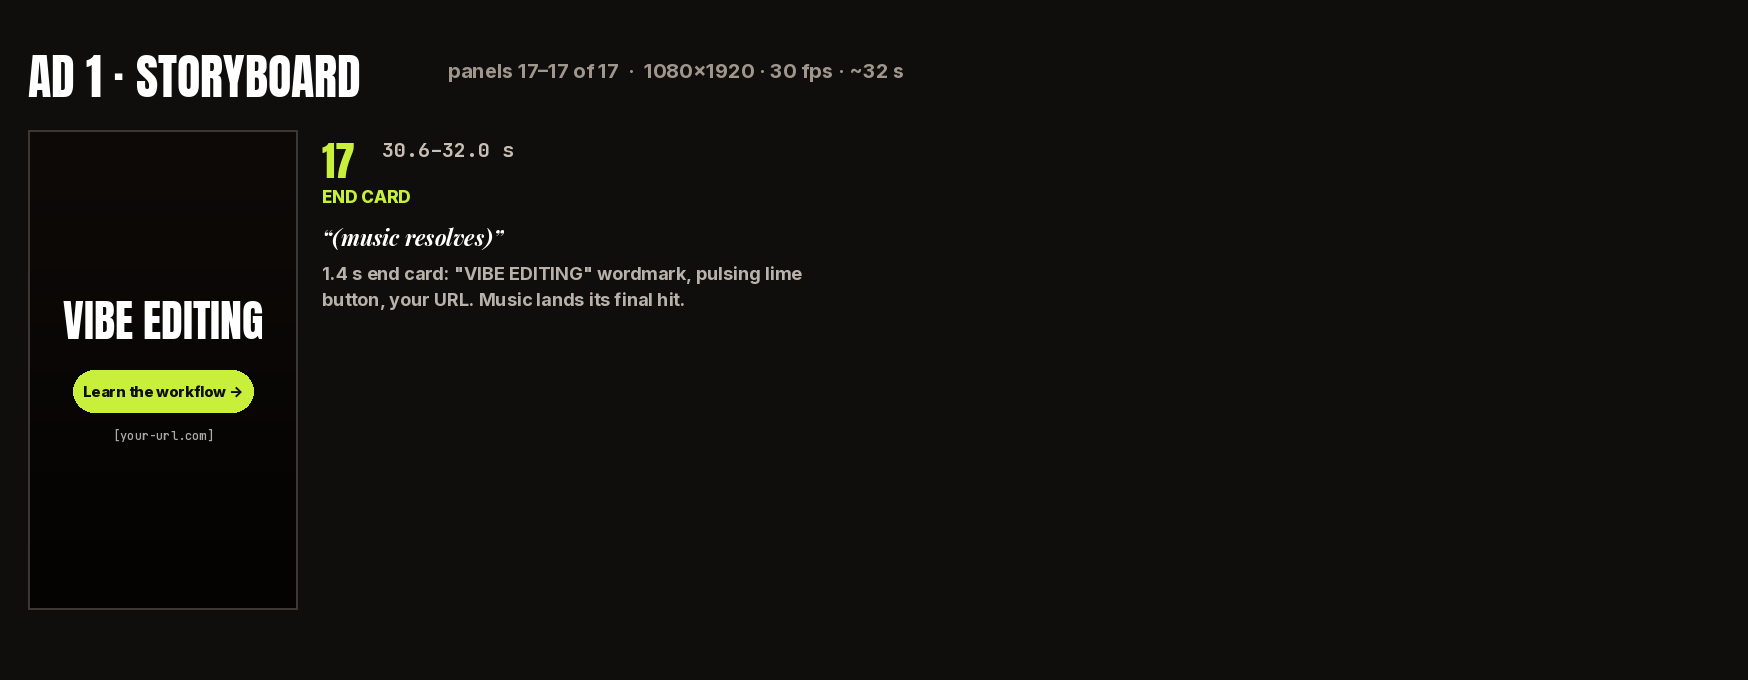 AD 1 · STORYBOARD
panels 17–17 of 17 · 1080×1920 · 30 fps · ~32 s
VIBE EDITING
Learn the workflow →
[your-url.com]
17
30.6–32.0 s
END CARD
“(music resolves)”
1.4 s end card: "VIBE EDITING" wordmark, pulsing lime
button, your URL. Music lands its final hit.